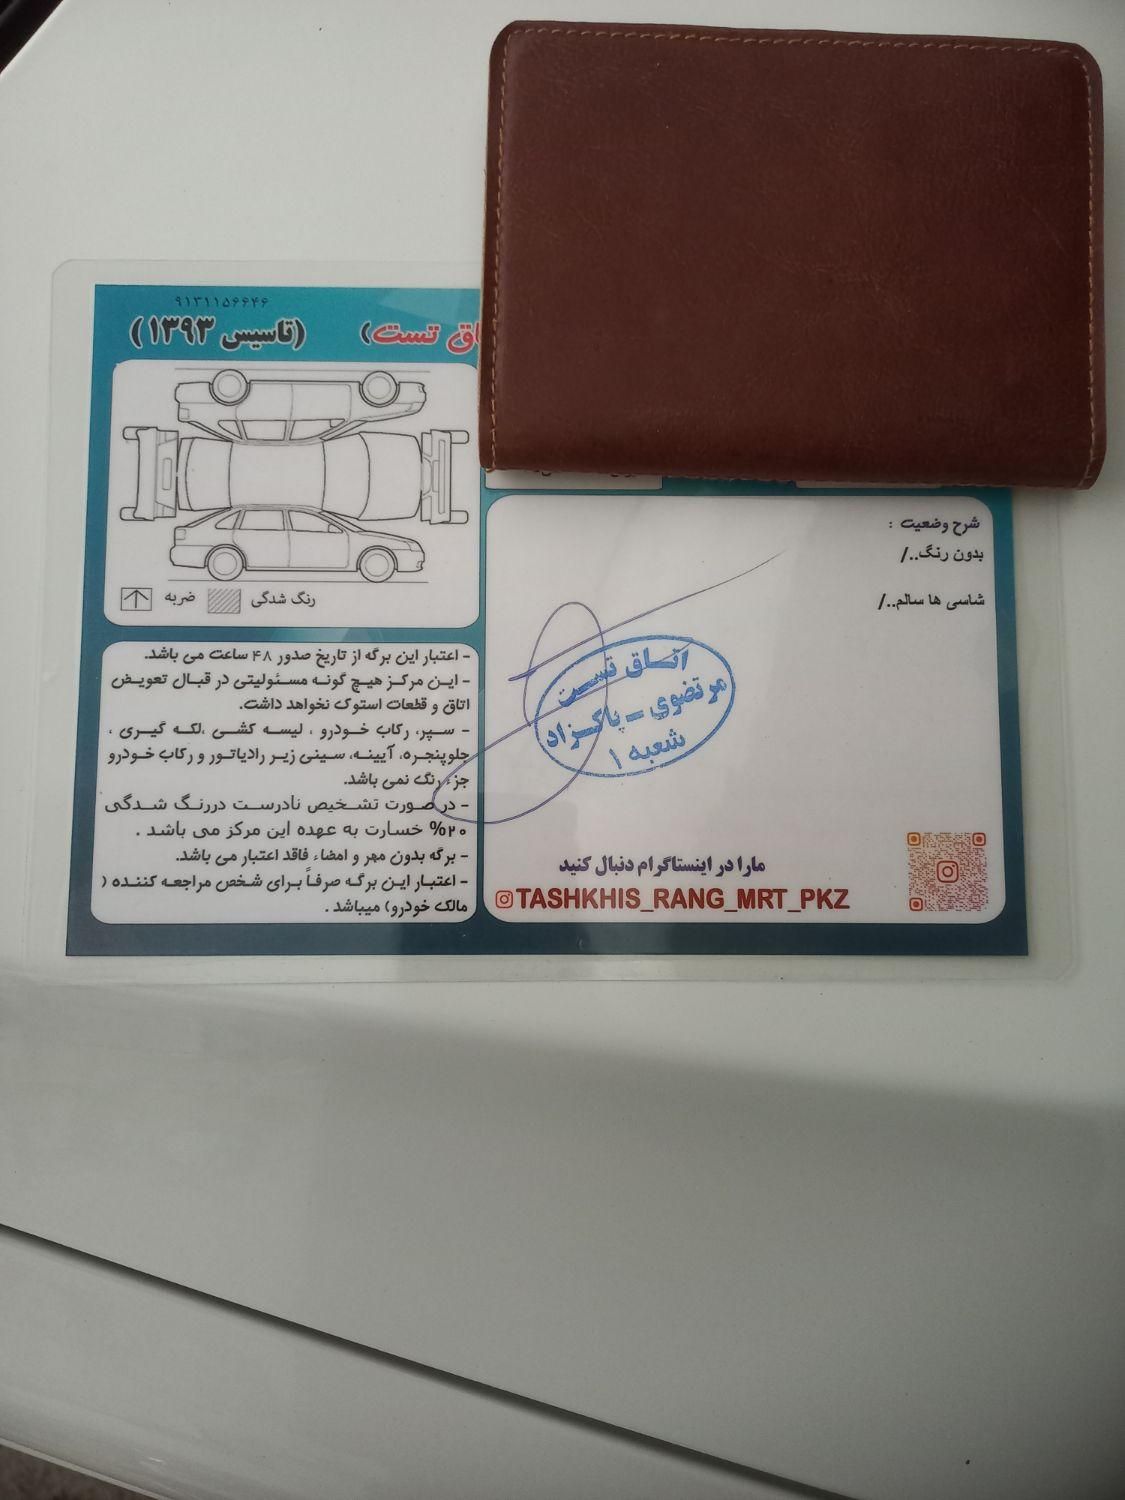 ۹۱۳۱۱۵۶۶۴۶
تست)
(تاسیس ۱۳۹۳)
ضربه
رنگ شدگی
شرح وضعیت :
بدون رنگ../
شاسی ها سالم../
اتاق تست
مرتضوی - پاکزاد
شعبه ۱
مارا در اینستاگرام دنبال کنید
TASHKHIS_RANG_MRT_PKZ
- اعتبار این برگه از تاریخ صدور ۴۸ ساعت می باشد.
- این مرکز هیچ گونه مسئولیتی در قبال تعویض
اتاق و قطعات استوک نخواهد داشت.
- سپر، رکاب خودرو ، لیسه کشی ،لکه گیری ،
جلوپنجره، آیینه، سینی زیر رادیاتور و رکاب خودرو
جزء رنگ نمی باشد.
- در صورت تشخیص نادرست دررنگ شدگی
۲۰% خسارت به عهده این مرکز می باشد .
- برگه بدون مهر و امضاء فاقد اعتبار می باشد.
- اعتبار این برگه صرفاً برای شخص مراجعه کننده (
مالک خودرو) میباشد .